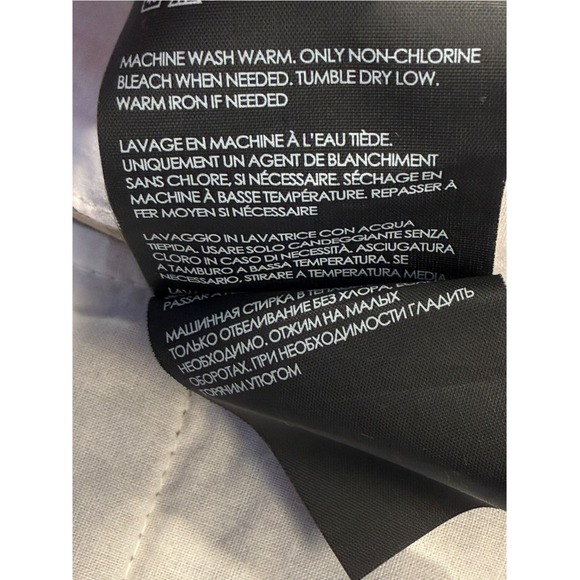 MACHINE WASH WARM. ONLY NON-CHLORINE
BLEACH WHEN NEEDED. TUMBLE DRY LOW.
WARM IRON IF NEEDED
LAVAGE EN MACHINE À L'EAU TIÈDE.
UNIQUEMENT UN AGENT DE BLANCHIMENT
SANS CHLORE, SI NÉCESSAIRE. SÉCHAGE EN
MACHINE À BASSE TEMPÉRATURE. REPASSER À
FER MOYEN SI NÉCESSAIRE
LAVAGGIO IN LAVATRICE CON ACQUA
TIEPIDA. USARE SOLO CANDEGGIANTE SENZA
CLORO IN CASO DI NECESSITÀ. ASCIUGATURA
A TAMBURO A BASSA TEMPERATURA. SE
NECESSARIO, STIRARE A TEMPERATURA MEDIA
МАШИННАЯ СТИРКА В
ТОЛЬКО ОТБЕЛИВАНИЕ БЕЗ ХЛОРА,
НЕОБХОДИМО. ОТЖИМ НА МАЛЫХ
ОБОРОТАХ. ПРИ НЕОБХОДИМОСТИ ГЛАДИТЬ
ГОРЯЧИМ УТЮГОМ